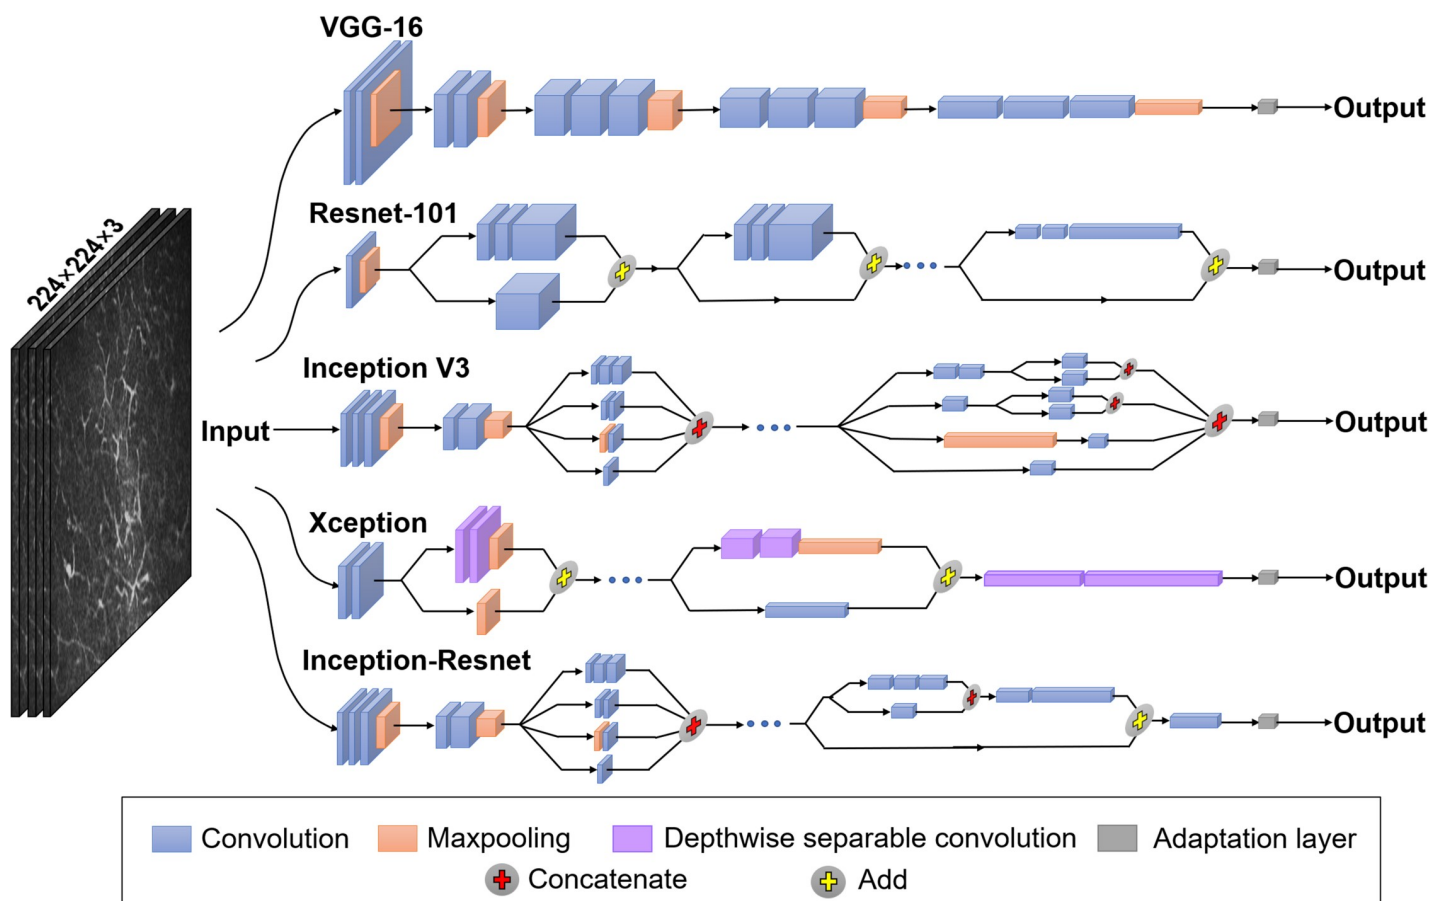 VGG-16
Output
Resnet-101
224×224×3
Output
Inception V3
Input
Output
Xception
Output
Inception-Resnet
Output
Convolution
Maxpooling
Depthwise separable convolution
Adaptation layer
Concatenate
Add